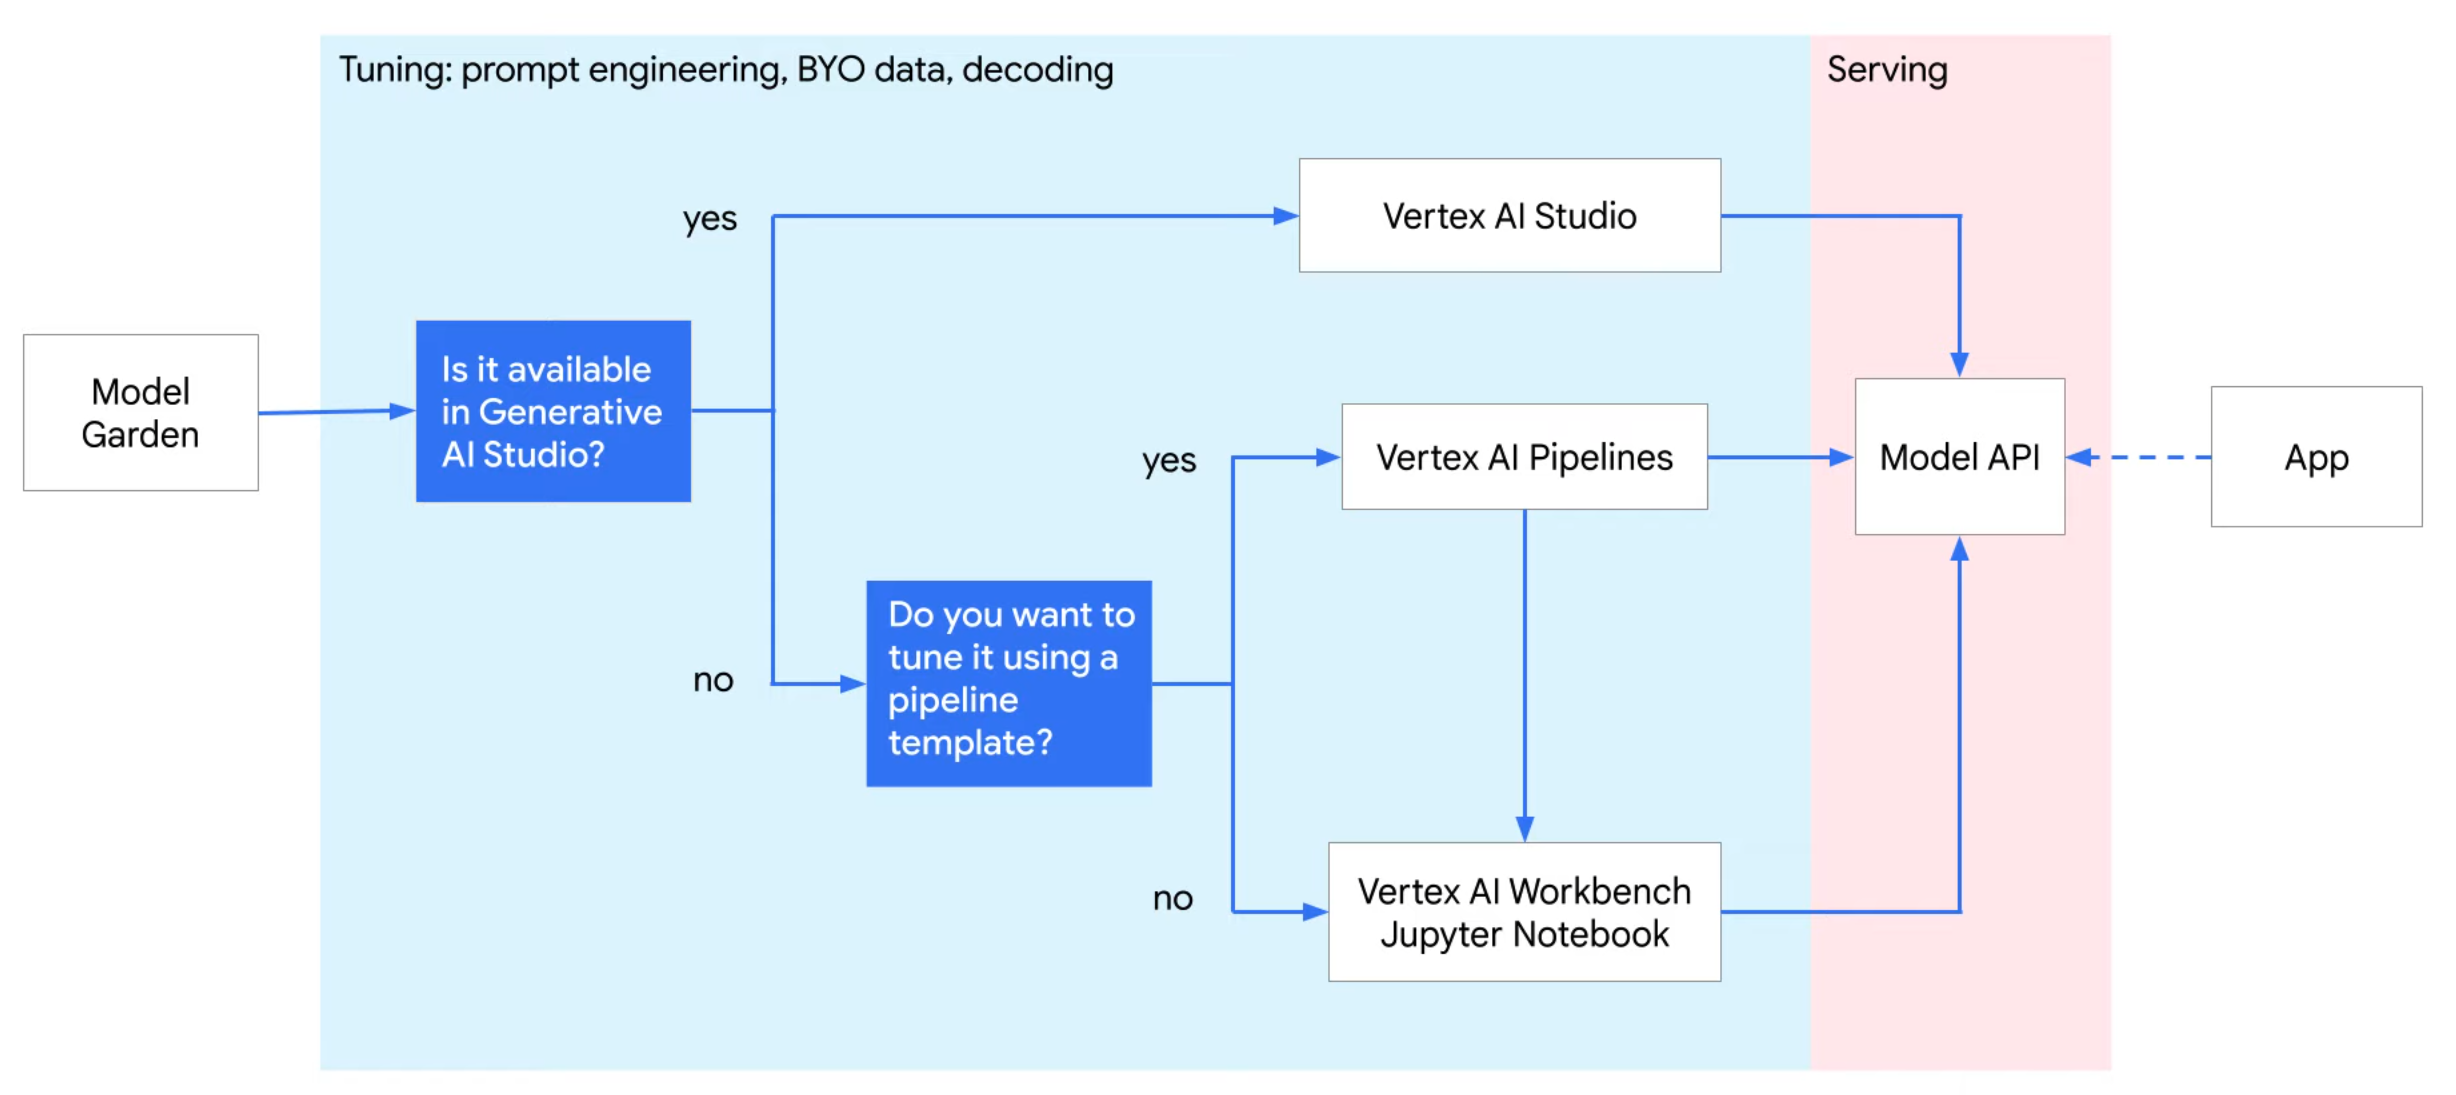 Tuning: prompt engineering, BYO data, decoding
Serving
yes
Vertex AI Studio
Model
Garden
Is it available
in Generative
AI Studio?
yes
Vertex AI Pipelines
Model API
App
no
Do you want to
tune it using a
pipeline
template?
no
Vertex AI Workbench
Jupyter Notebook